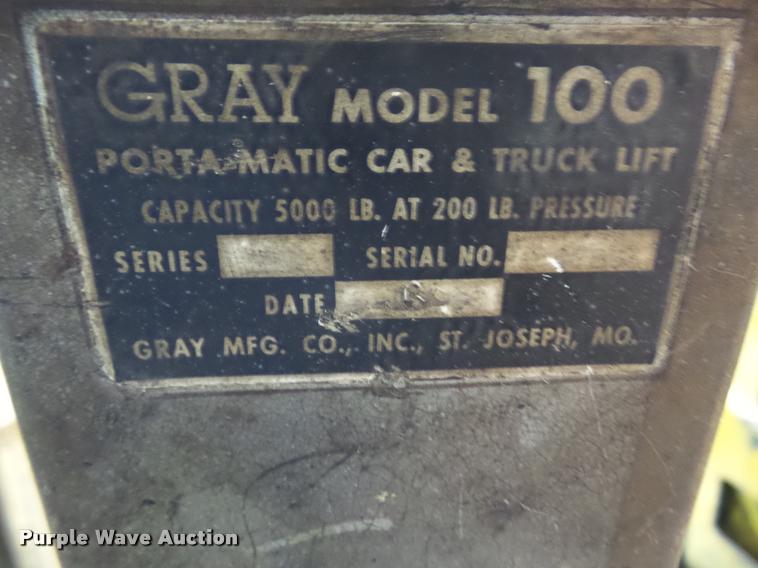 GRAY MODEL 100
PORTA-MATIC CAR & TRUCK LIFT
CAPACITY 5000 LB. AT 200 LB. PRESSURE
SERIES SERIAL NO.
DATE
GRAY MFG. CO., INC., ST. JOSEPH, MO.
Purple Wave Auction